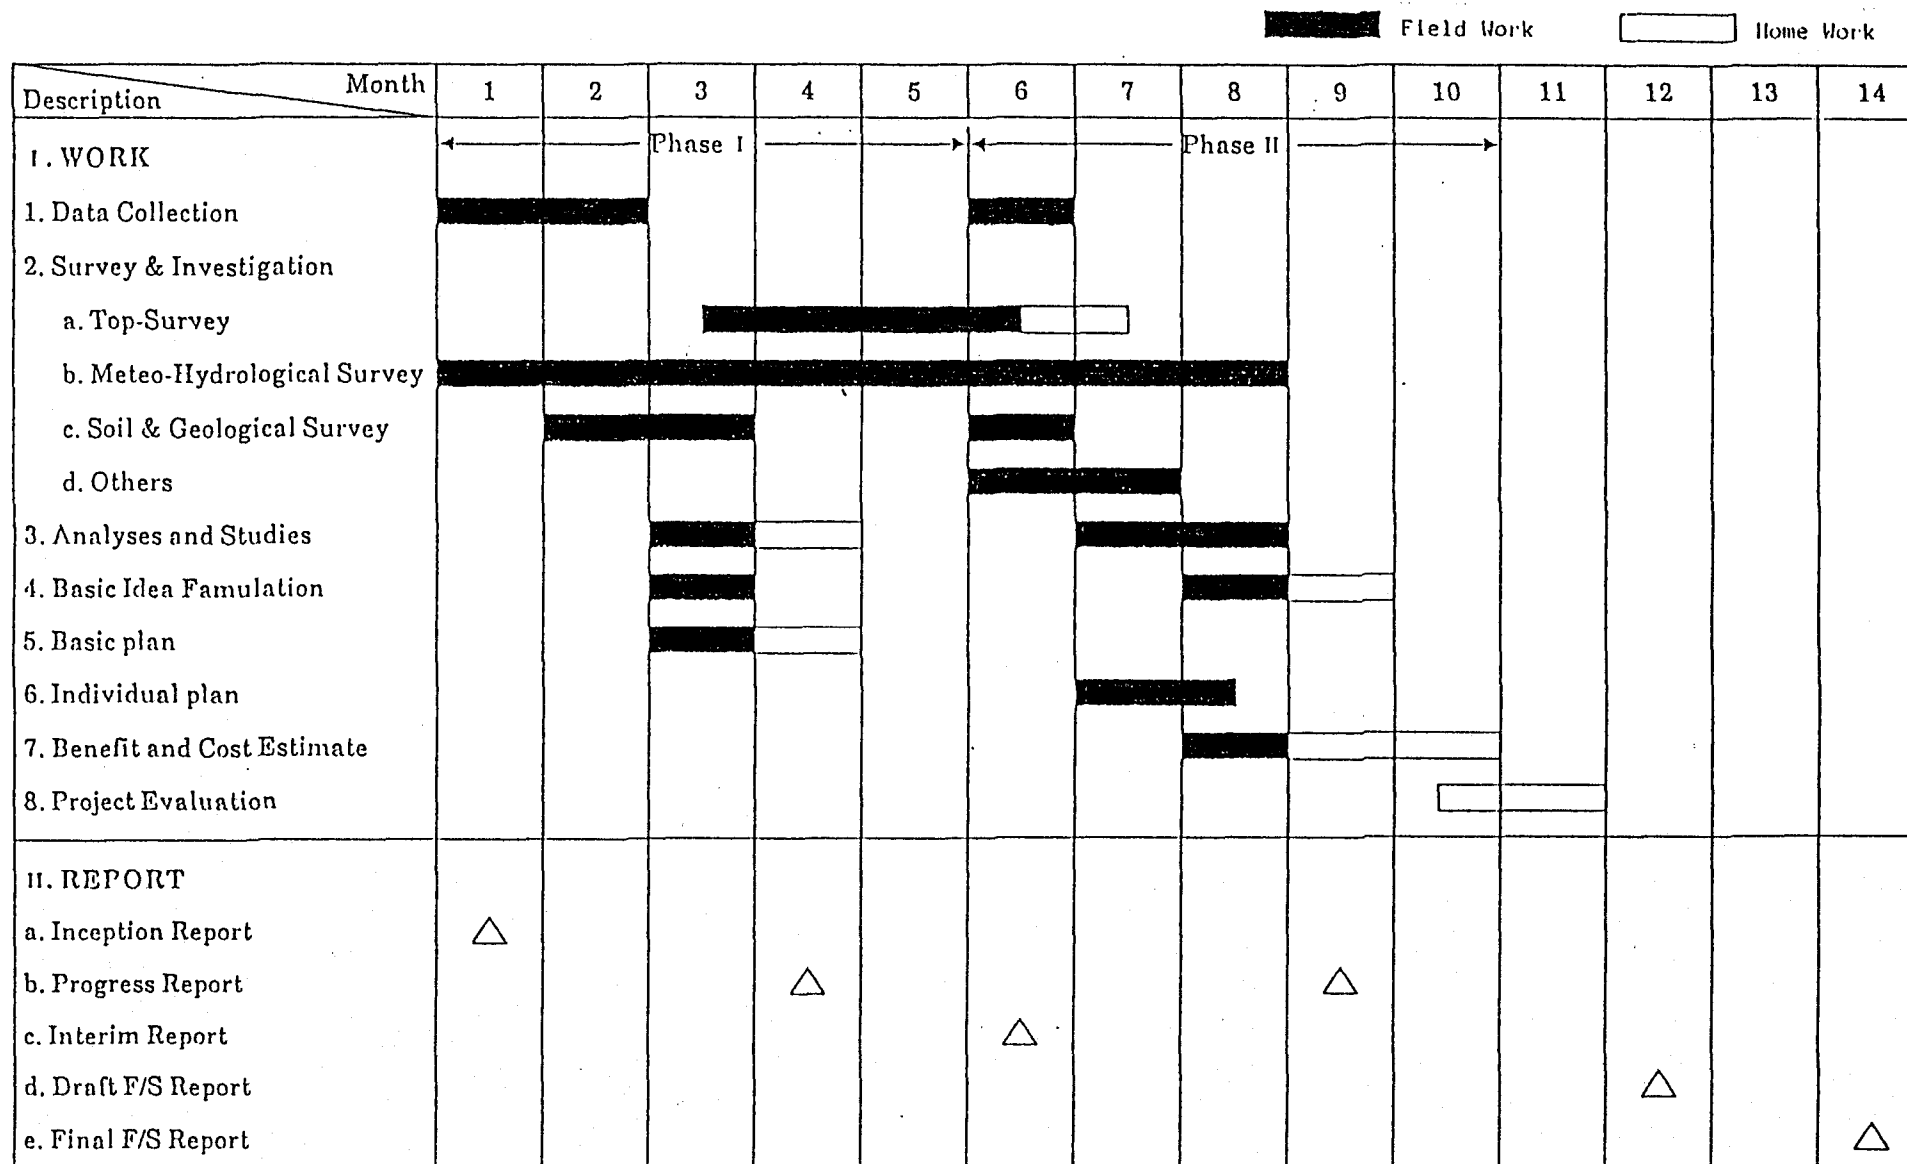 Field Work Home Work
Month
Description 1 2 3 4 5 6 7 8 9 10 11 12 13 14
Phase I Phase II
I. WORK
1. Data Collection
2. Survey & Investigation
a. Top-Survey
b. Meteo-Hydrological Survey
c. Soil & Geological Survey
d. Others
3. Analyses and Studies
4. Basic Idea Famulation
5. Basic plan
6. Individual plan
7. Benefit and Cost Estimate
8. Project Evaluation
II. REPORT
a. Inception Report
b. Progress Report
c. Interim Report
d. Draft F/S Report
e. Final F/S Report